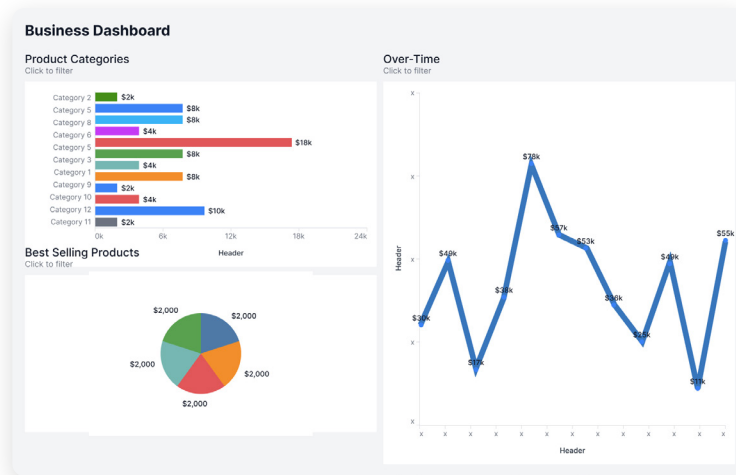 Business Dashboard
Product Categories
Click to filter
Category 2 $2k
Category 5 $8k
Category 8 $8k
Category 6 $4k
Category 5 $18k
Category 3 $8k
Category 1 $4k
Category 9 $8k
Category 10 $2k
Category 12 $4k
Category 11 $10k
$2k
0k 6k 12k 18k 24k
Header
Best Selling Products
Click to filter
$2,000
$2,000
$2,000
$2,000
$2,000
Over-Time
Click to filter
x
x
x
x
x
Header
$30k
$49k
$17k
$38k
$78k
$57k
$53k
$36k
$25k
$49k
$11k
$55k
x x x x x x x x x x x x x
Header